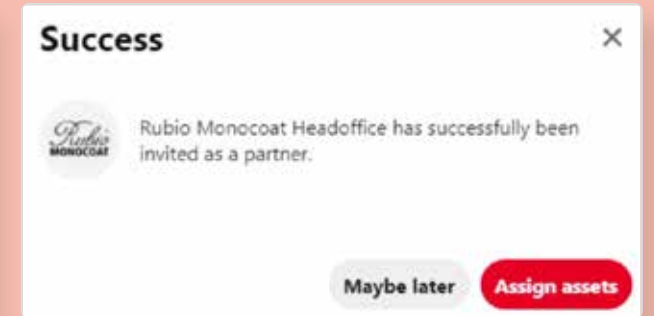 Success
Rubio
MONOCOAT
Rubio Monocoat Headoffice has successfully been
invited as a partner.
Maybe later
Assign assets